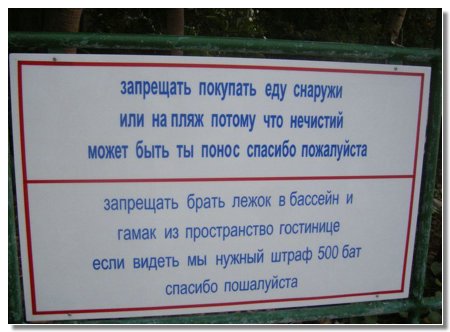 запрещать покупать еду снаружи
или на пляж потому что нечистий
может быть ты понос спасибо пожалуйста
запрещать брать лежок в бассейн и
гамак из пространство гостинице
если видеть мы нужный штраф 500 бат
спасибо пошалуйста